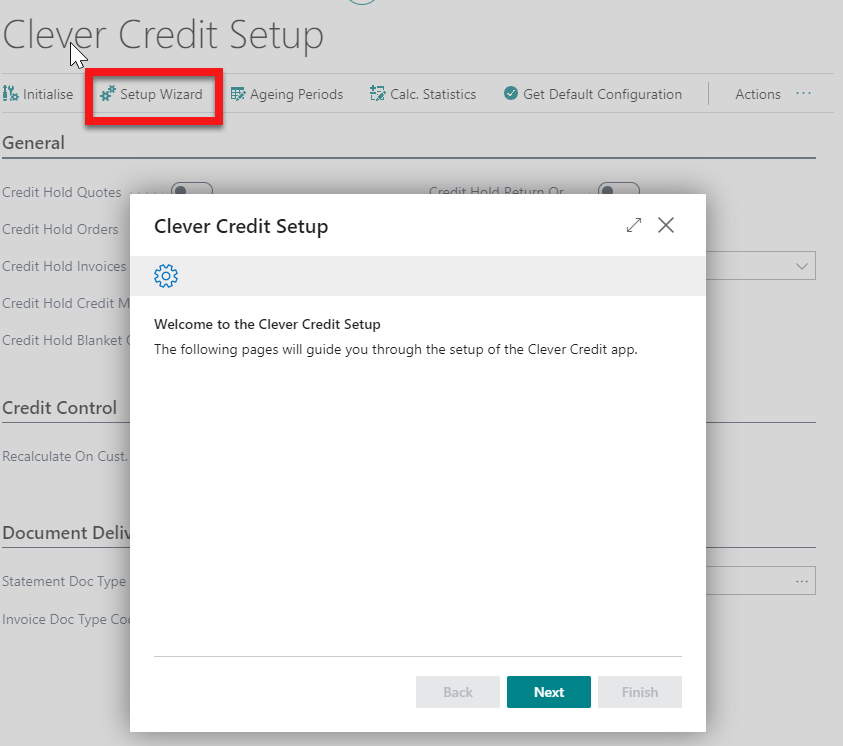 Clever Credit Setup
Initialise Setup Wizard Ageing Periods Calc. Statistics Get Default Configuration Actions ...
General
Credit Hold Quotes Credit Hold Return Or
Credit Hold Orders
Credit Hold Invoices
Credit Hold Credit M
Credit Hold Blanket
Credit Control
Recalculate On Cust.
Document Deliv
Statement Doc Type ...
Invoice Doc Type Co
Clever Credit Setup
Welcome to the Clever Credit Setup
The following pages will guide you through the setup of the Clever Credit app.
Back Next Finish